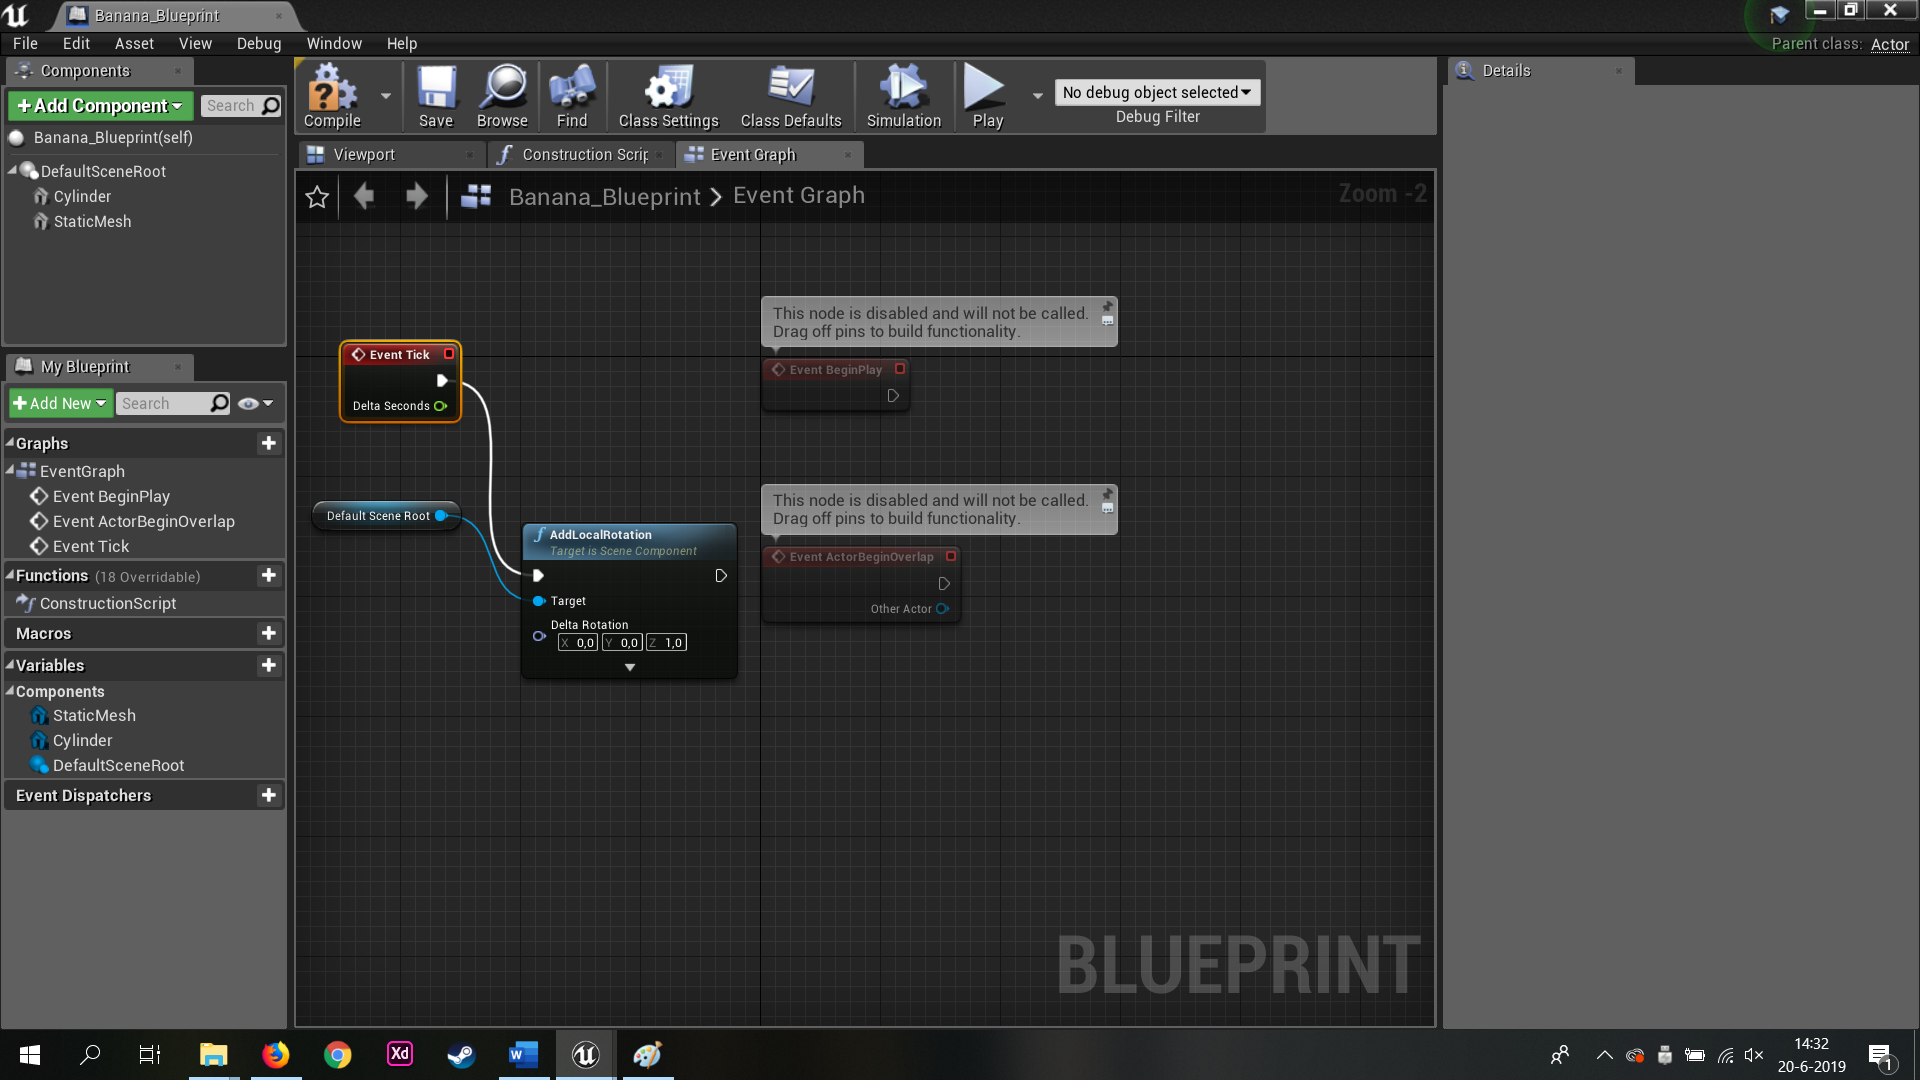 Banana_Blueprint
File Edit Asset View Debug Window Help
Parent class: Actor
Components
Add Component
Search
Banana_Blueprint(self)
DefaultSceneRoot
Cylinder
StaticMesh
My Blueprint
Add New
Search
Graphs
EventGraph
Event BeginPlay
Event ActorBeginOverlap
Event Tick
Functions (18 Overridable)
ConstructionScript
Macros
Variables
Components
StaticMesh
Cylinder
DefaultSceneRoot
Event Dispatchers
Compile
Save
Browse
Find
Class Settings
Class Defaults
Simulation
Play
No debug object selected
Debug Filter
Viewport
Construction Scrip
Event Graph
Banana_Blueprint > Event Graph
Zoom -2
Event Tick
Delta Seconds
Default Scene Root
AddLocalRotation
Target is Scene Component
Target
Delta Rotation
X 0,0 Y 0,0 Z 1,0
This node is disabled and will not be called.
Drag off pins to build functionality.
Event BeginPlay
This node is disabled and will not be called.
Drag off pins to build functionality.
Event ActorBeginOverlap
Other Actor
BLUEPRINT
Details
Xd
14:32
20-6-2019
1